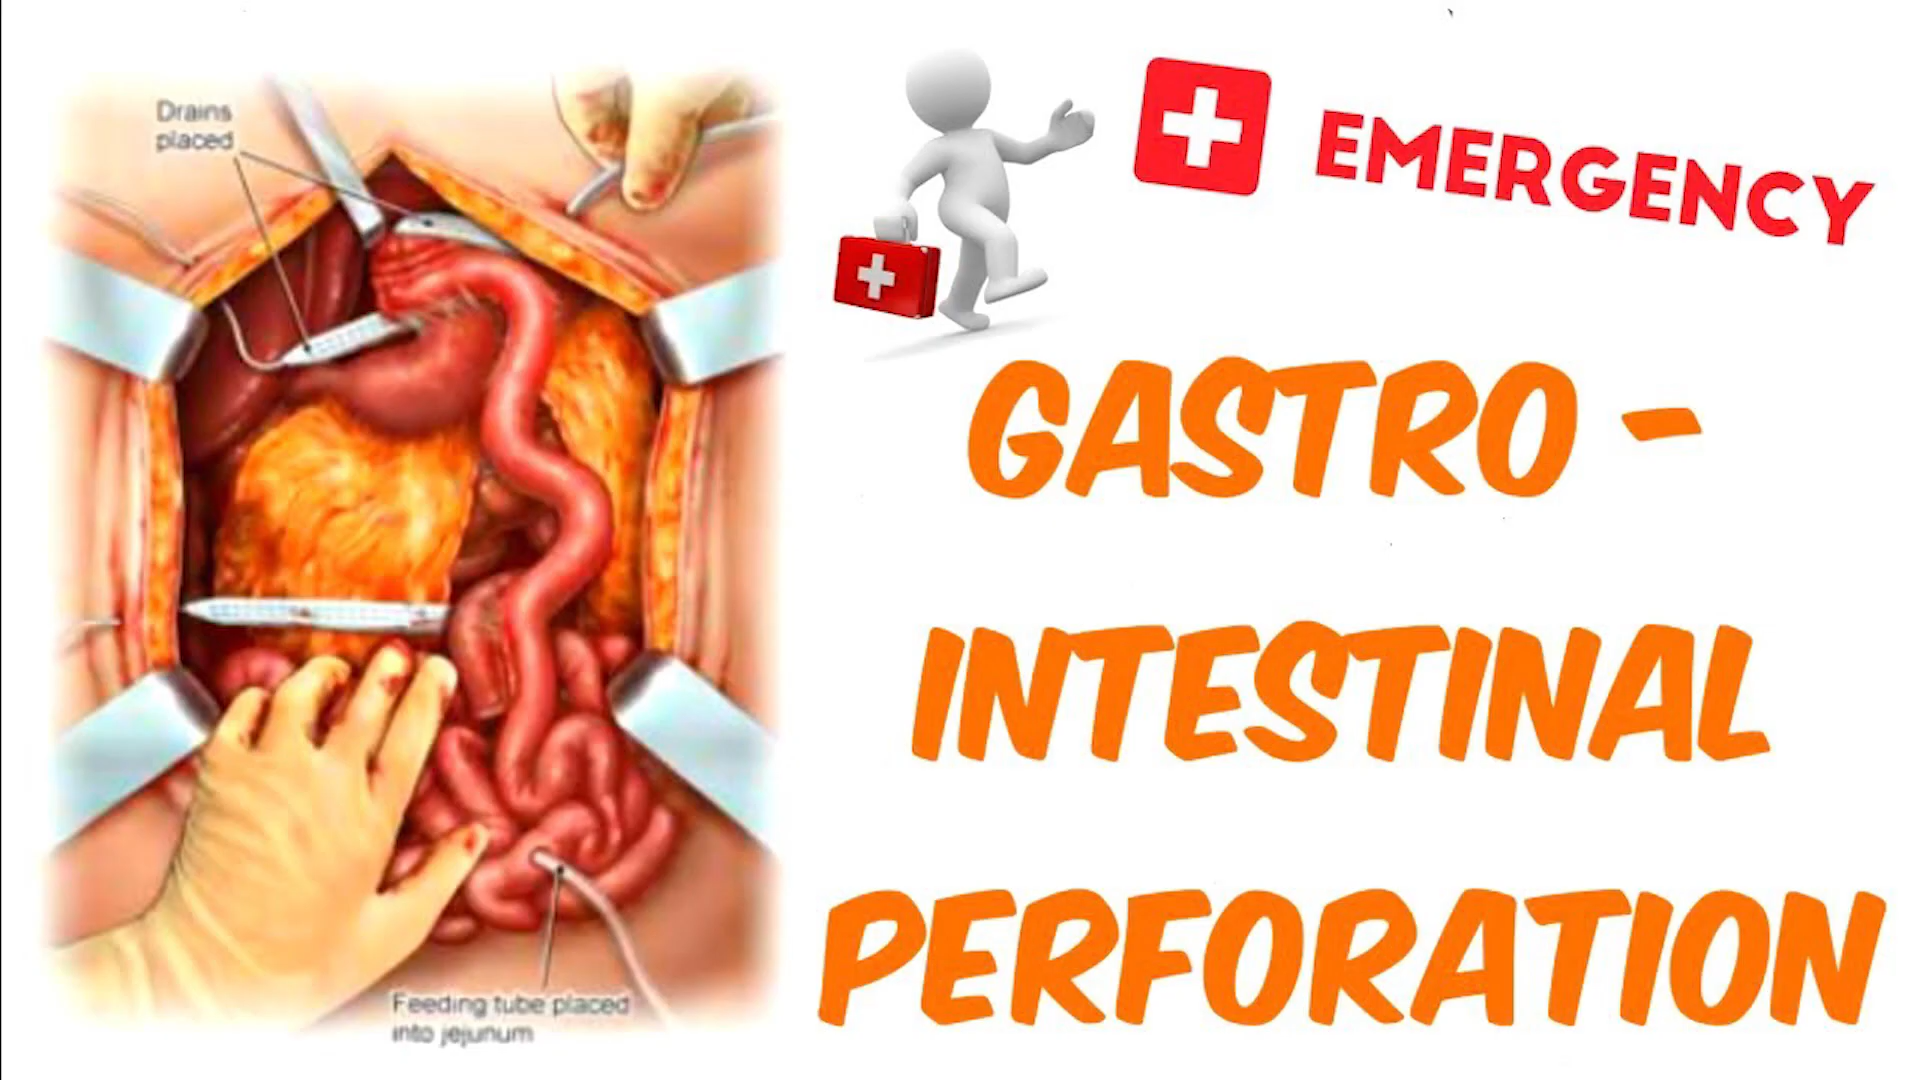 Drains
placed
EMERGENCY
GASTRO -
INTESTINAL
PERFORATION
Feeding tube placed
into jejunum